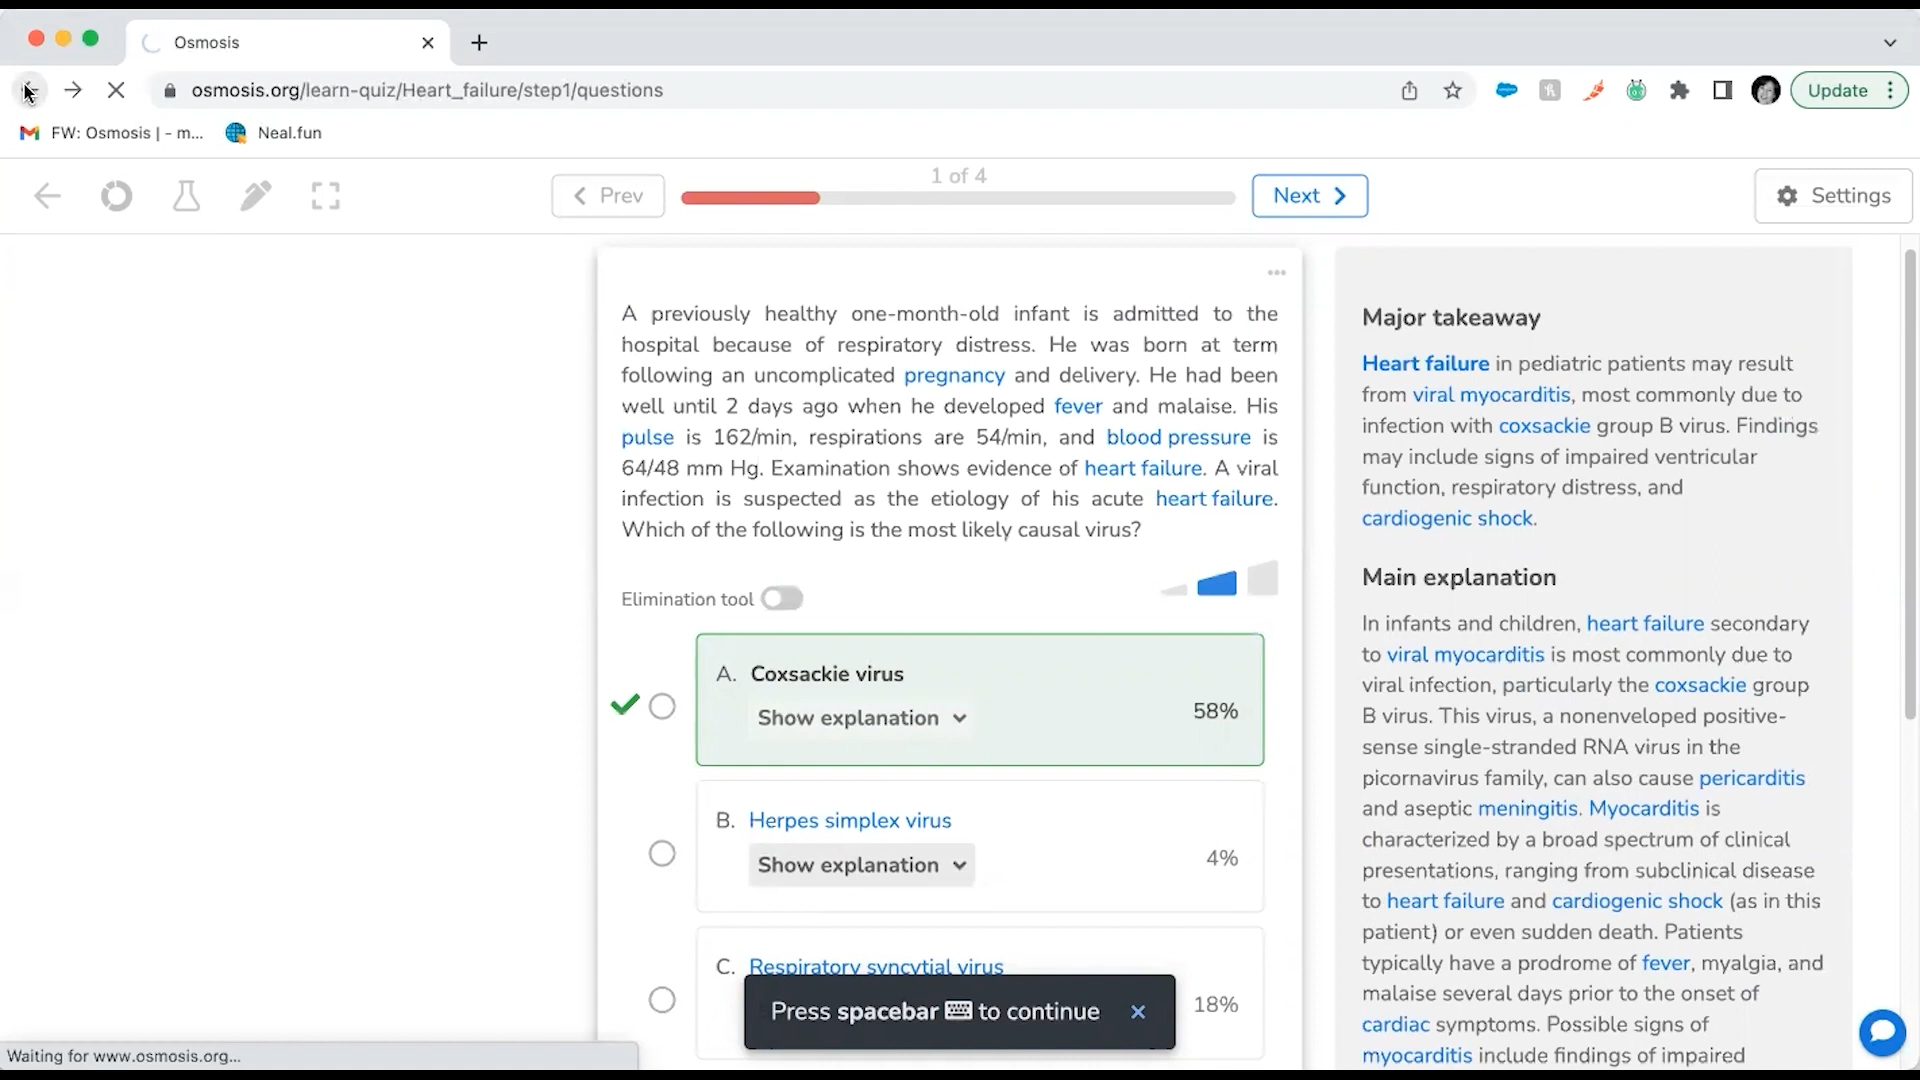 Osmosis
osmosis.org/learn-quiz/Heart_failure/step1/questions
Update
FW: Osmosis | - m...
Neal.fun
Prev
1 of 4
Next
Settings
A previously healthy one-month-old infant is admitted to the
hospital because of respiratory distress. He was born at term
following an uncomplicated pregnancy and delivery. He had been
well until 2 days ago when he developed fever and malaise. His
pulse is 162/min, respirations are 54/min, and blood pressure is
64/48 mm Hg. Examination shows evidence of heart failure. A viral
infection is suspected as the etiology of his acute heart failure.
Which of the following is the most likely causal virus?
Elimination tool
A. Coxsackie virus
Show explanation
58%
B. Herpes simplex virus
Show explanation
4%
C. Respiratory syncytial virus
18%
Press spacebar to continue
Major takeaway
Heart failure in pediatric patients may result
from viral myocarditis, most commonly due to
infection with coxsackie group B virus. Findings
may include signs of impaired ventricular
function, respiratory distress, and
cardiogenic shock.
Main explanation
In infants and children, heart failure secondary
to viral myocarditis is most commonly due to
viral infection, particularly the coxsackie group
B virus. This virus, a nonenveloped positive-
sense single-stranded RNA virus in the
picornavirus family, can also cause pericarditis
and aseptic meningitis. Myocarditis is
characterized by a broad spectrum of clinical
presentations, ranging from subclinical disease
to heart failure and cardiogenic shock (as in this
patient) or even sudden death. Patients
typically have a prodrome of fever, myalgia, and
malaise several days prior to the onset of
cardiac symptoms. Possible signs of
myocarditis include findings of impaired
Waiting for www.osmosis.org...